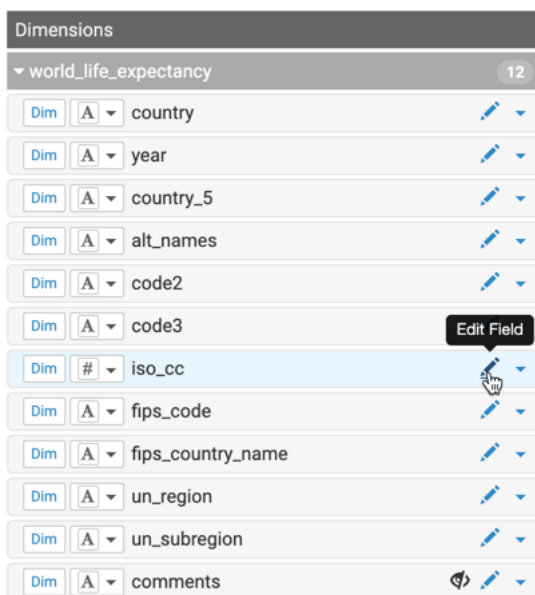 Dimensions
world_life_expectancy 12
Dim A country
Dim A year
Dim A country_5
Dim A alt_names
Dim A code2
Dim A code3
Edit Field
Dim # iso_cc
Dim A fips_code
Dim A fips_country_name
Dim A un_region
Dim A un_subregion
Dim A comments